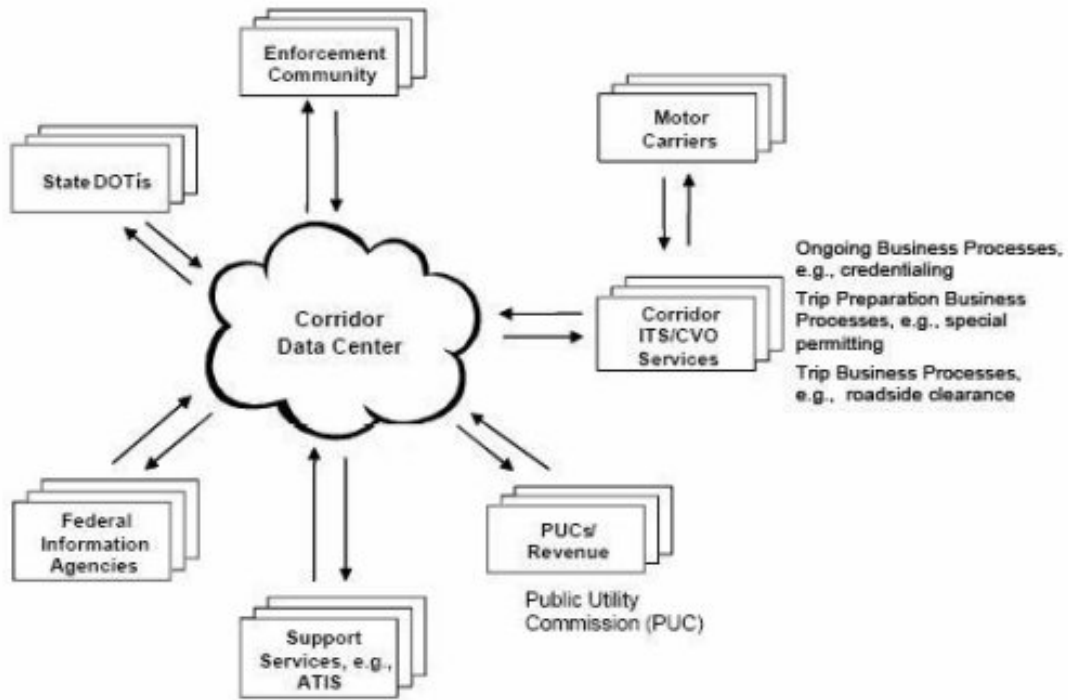 Enforcement
Community
Motor
Carriers
State DOTís
Ongoing Business Processes,
e.g., credentialing
Trip Preparation Business
Processes, e.g., special
permitting
Trip Business Processes,
e.g., roadside clearance
Corridor
ITS/CVO
Services
Corridor
Data Center
Federal
Information
Agencies
PUCs/
Revenue
Public Utility
Commission (PUC)
Support
Services, e.g.,
ATIS